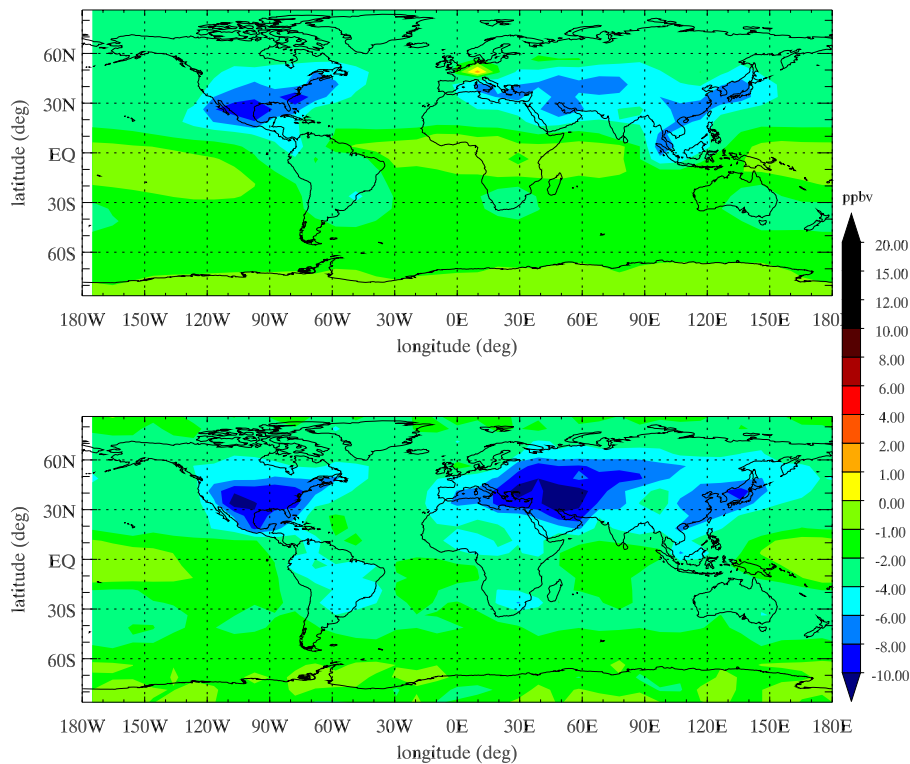 60N
30N
EQ
30S
60S
latitude (deg)
180W 150W 120W 90W 60W 30W 0E 30E 60E 90E 120E 150E 180E
longitude (deg)
ppbv
20.00
15.00
12.00
10.00
8.00
6.00
4.00
2.00
0.00
-1.00
-2.00
-4.00
-6.00
-8.00
-10.00
60N
30N
EQ
30S
60S
latitude (deg)
180W 150W 120W 90W 60W 30W 0E 30E 60E 90E 120E 150E 180E
longitude (deg)